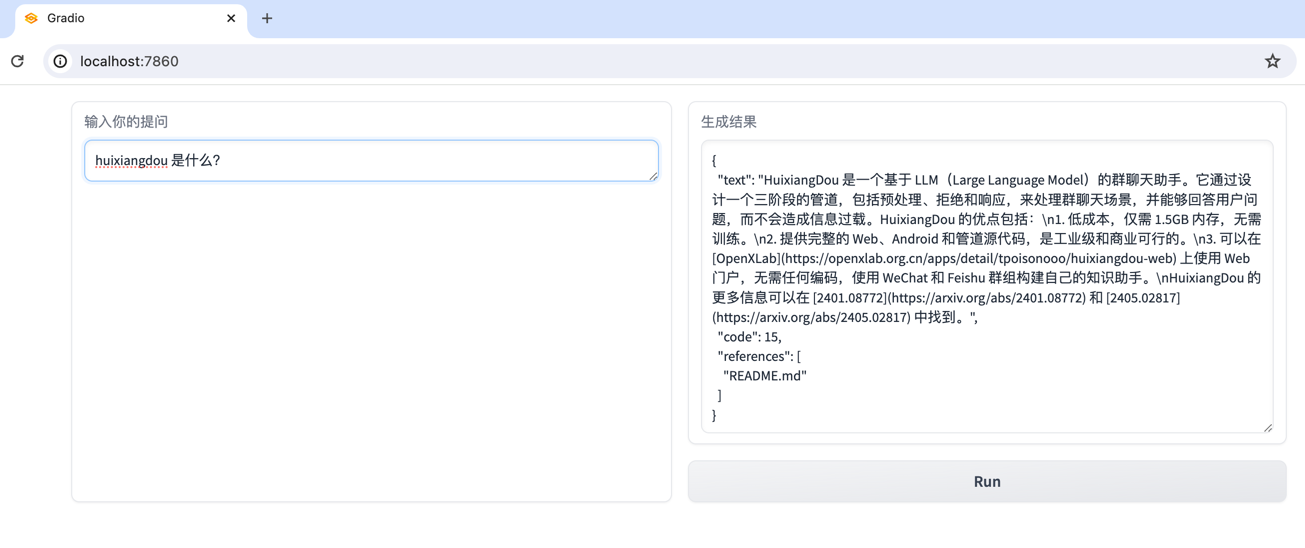 Gradio
localhost:7860
输入你的提问
huixiangdou 是什么?
生成结果
{
"text": "HuixiangDou 是一个基于 LLM（Large Language Model）的群聊天助手。它通过设
计一个三阶段的管道，包括预处理、拒绝和响应，来处理群聊天场景，并能够回答用户问
题，而不会造成信息过载。HuixiangDou 的优点包括：\n1. 低成本，仅需 1.5GB 内存，无需
训练。\n2. 提供完整的 Web、Android 和管道源代码，是工业级和商业可行的。\n3. 可以在
[OpenXLab](https://openxlab.org.cn/apps/detail/tpoisonooo/huixiangdou-web) 上使用 Web
门户，无需任何编码，使用 WeChat 和 Feishu 群组构建自己的知识助手。\nHuixiangDou 的
更多信息可以在 [2401.08772](https://arxiv.org/abs/2401.08772) 和 [2405.02817]
(https://arxiv.org/abs/2405.02817) 中找到。",
"code": 15,
"references": [
"README.md"
]
}
Run